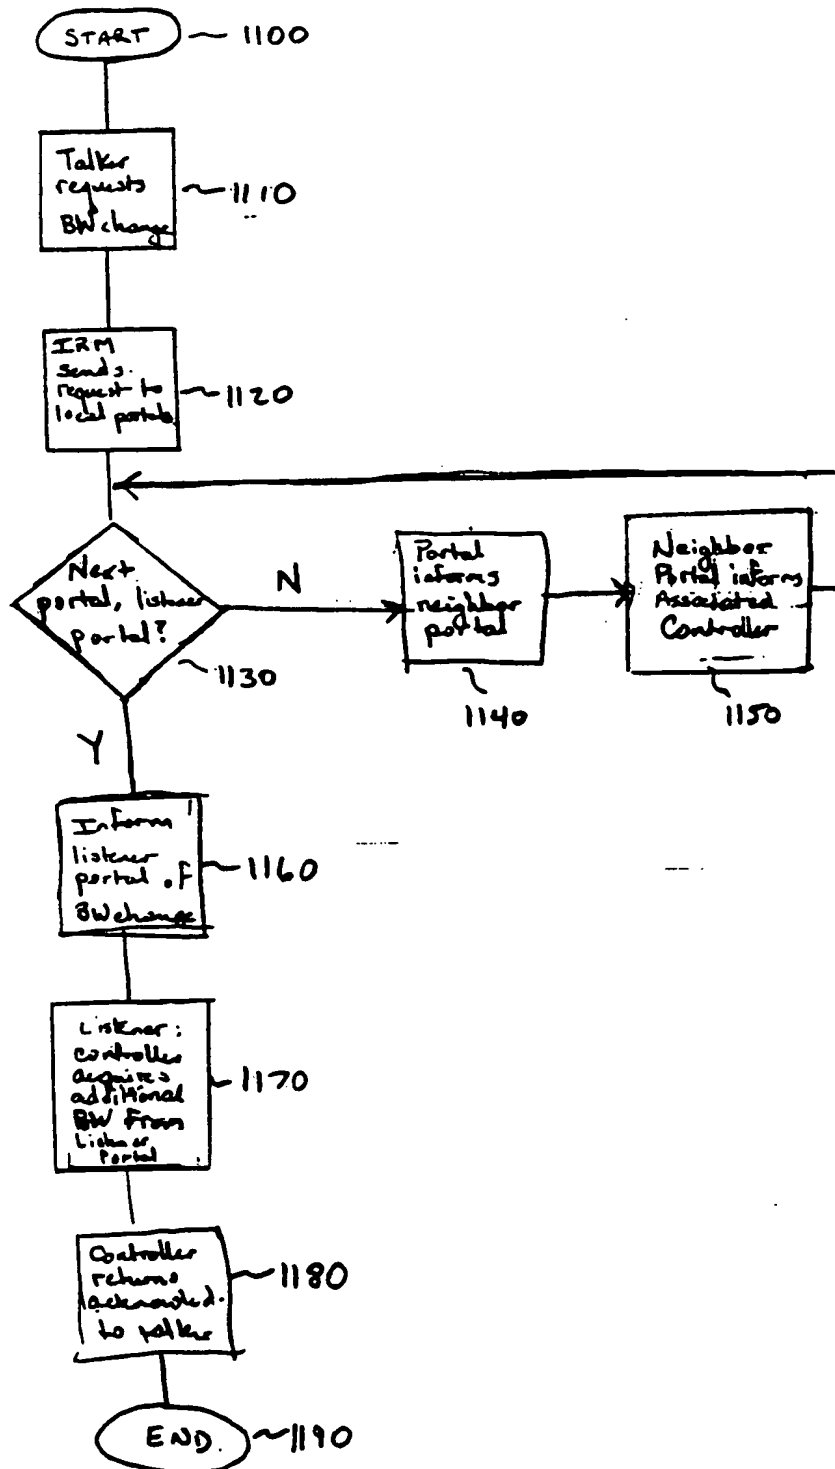 START
1100
Talker
requests
BW change
1110
IRM
sends
request to
local portals
1120
Next
portal, listener
portal?
1130
N
Portal
informs
neighbor
portal
1140
Neighbor
Portal informs
Associated
Controller
1150
Y
Inform
listener
portal of
BW change
1160
Listener:
controller
acquires
additional
BW From
Listener
Portal
1170
Controller
returns
acknowled.
to talker
1180
END.
1190